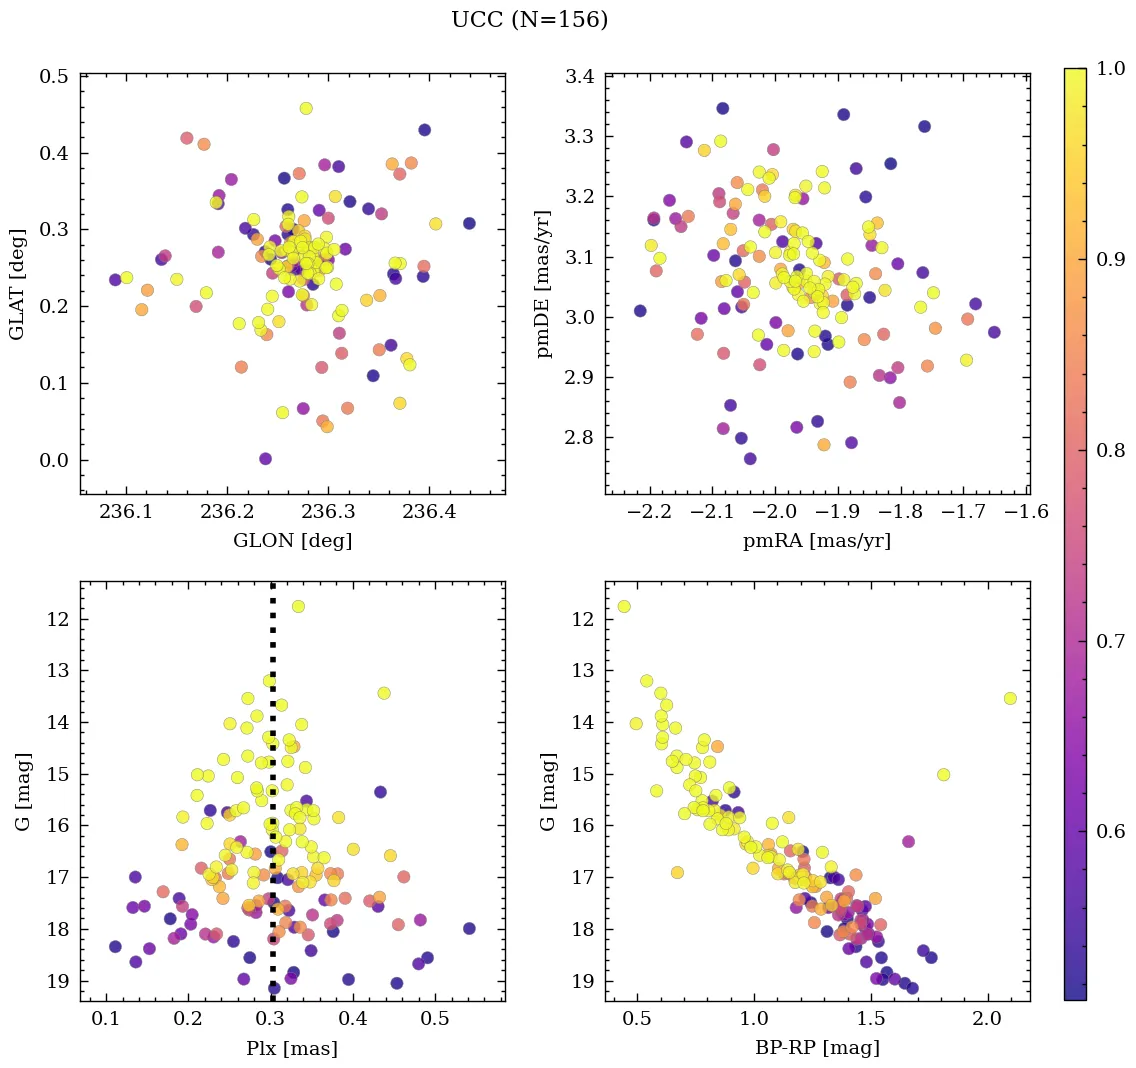 UCC (N=156)
0.5
0.4
0.3
0.2
0.1
0.0
GLAT [deg]
236.1 236.2 236.3 236.4
GLON [deg]
3.4
3.3
3.2
3.1
3.0
2.9
2.8
pmDE [mas/yr]
−2.2 −2.1 −2.0 −1.9 −1.8 −1.7 −1.6
pmRA [mas/yr]
12
13
14
15
16
17
18
19
G [mag]
0.1 0.2 0.3 0.4 0.5
Plx [mas]
12
13
14
15
16
17
18
19
G [mag]
0.5 1.0 1.5 2.0
BP-RP [mag]
1.0
0.9
0.8
0.7
0.6